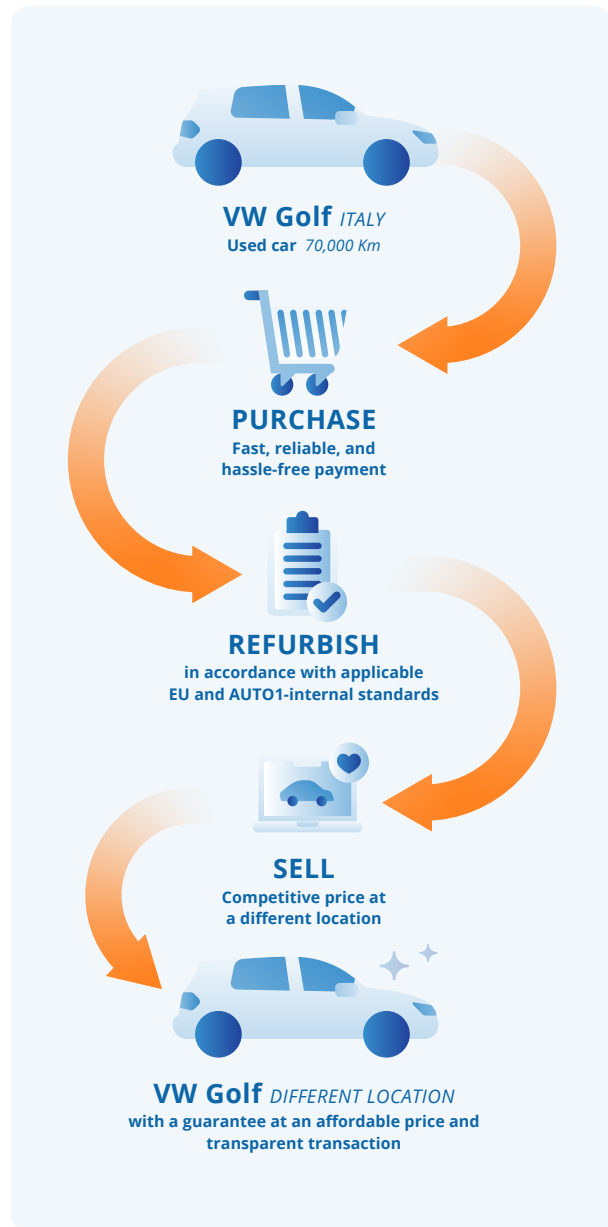 VW Golf ITALY
Used car 70,000 Km
PURCHASE
Fast, reliable, and
hassle-free payment
REFURBISH
in accordance with applicable
EU and AUTO1-internal standards
SELL
Competitive price at
a different location
VW Golf DIFFERENT LOCATION
with a guarantee at an affordable price and
transparent transaction